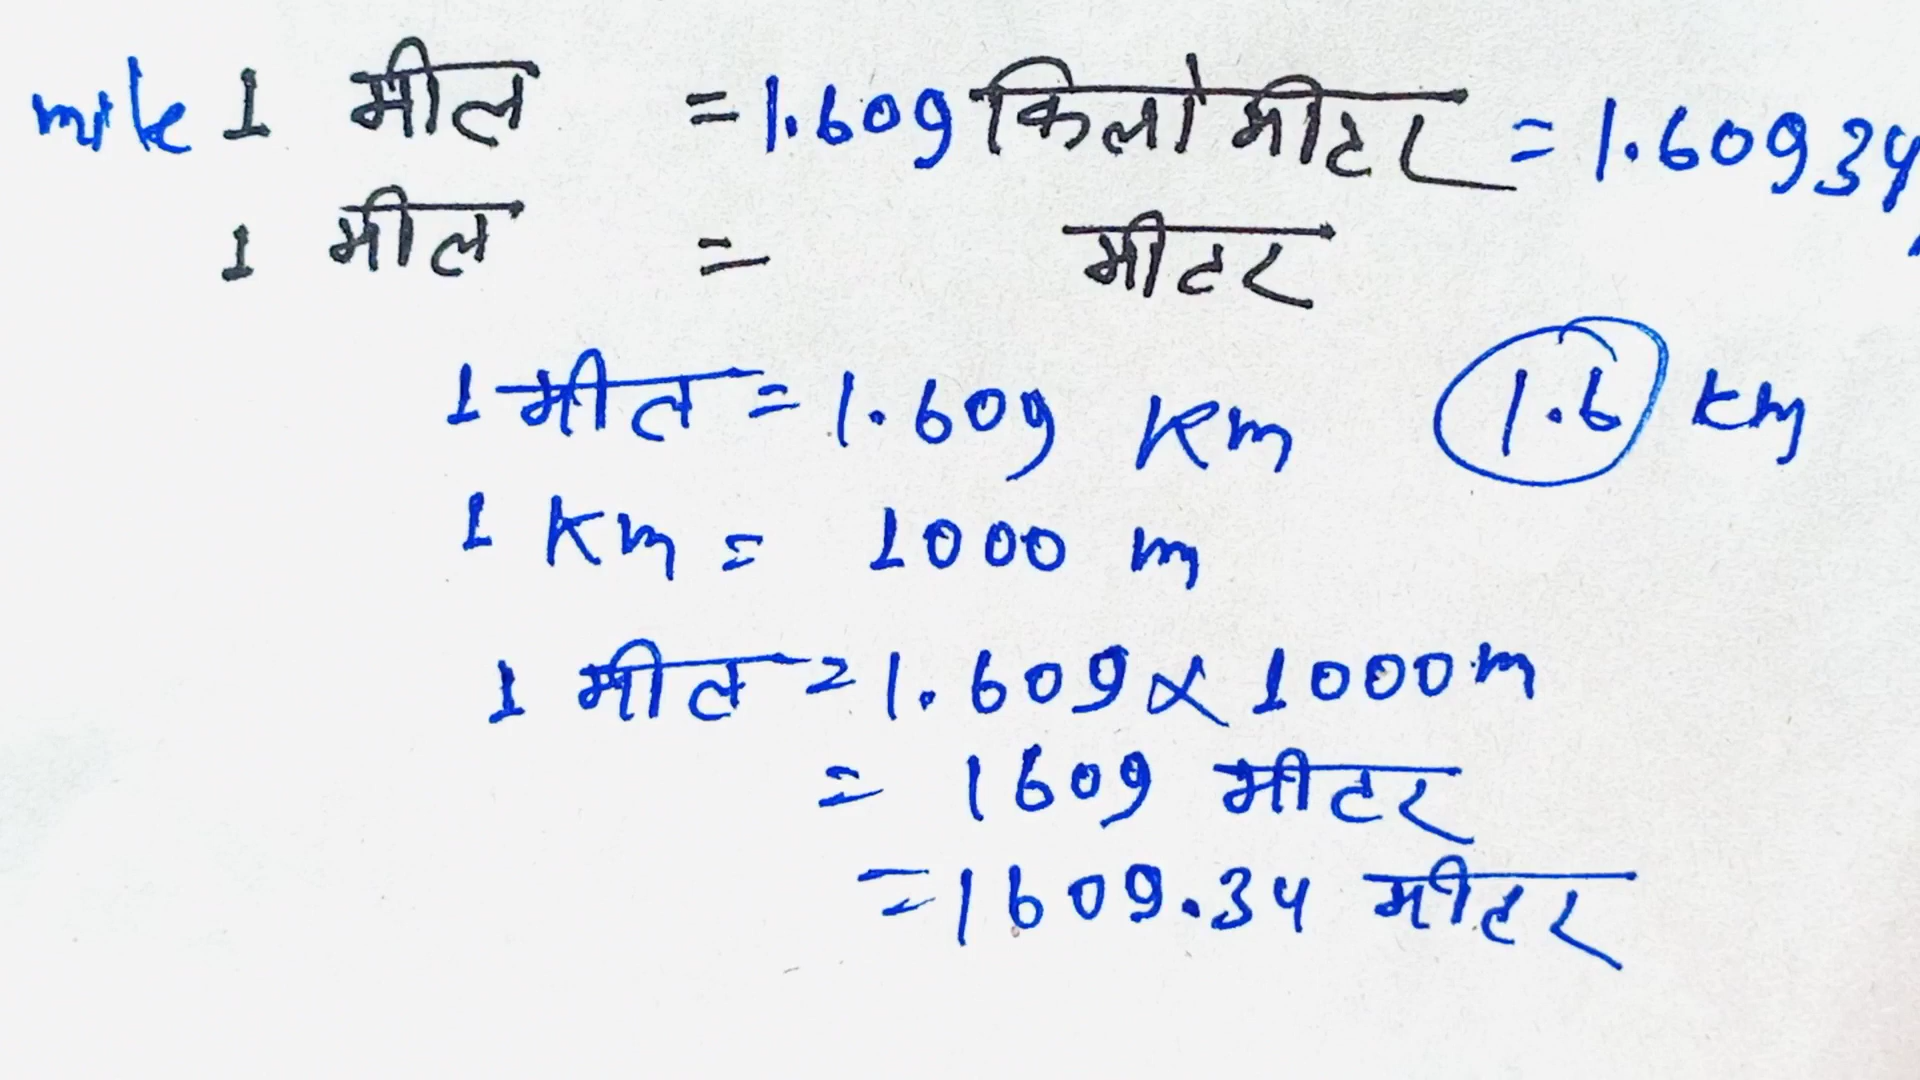 mile 1 मील = 1.609 किलोमीटर = 1.60934
1 मील = मीटर
1 मील = 1.609 Km 1.6 Km
1 Km = 1000 m
1 मील = 1.609 x 1000 m
= 1609 मीटर
= 1609.34 मीटर